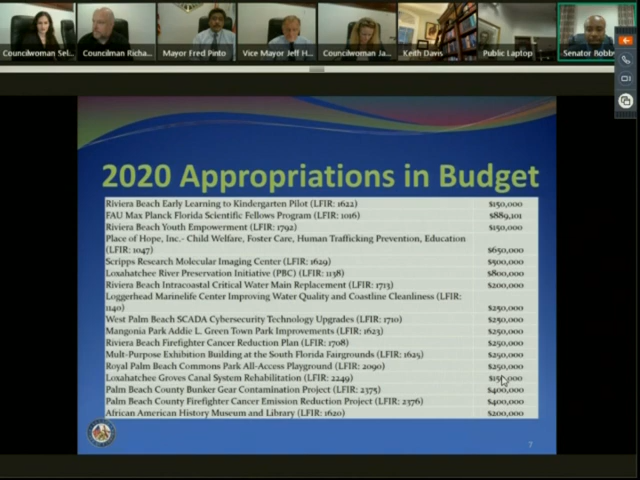 Councilwoman Sel...
Councilman Richa...
Mayor Fred Pinto
Vice Mayor Jeff H...
Councilwoman Ja...
Keith Davis
Public Laptop
Senator Bobb
2020 Appropriations in Budget
Riviera Beach Early Learning to Kindergarten Pilot (LFIR: 1622) $150,000
FAU Max Planck Florida Scientific Fellows Program (LFIR: 1016) $889,101
Riviera Beach Youth Empowerment (LFIR: 1792) $150,000
Place of Hope, Inc.- Child Welfare, Foster Care, Human Trafficking Prevention, Education
(LFIR: 1047) $650,000
Scripps Research Molecular Imaging Center (LFIR: 1629) $500,000
Loxahatchee River Preservation Initiative (PBC) (LFIR: 1138) $800,000
Riviera Beach Intracoastal Critical Water Main Replacement (LFIR: 1713) $200,000
Loggerhead Marinelife Center Improving Water Quality and Coastline Cleanliness (LFIR:
1140) $250,000
West Palm Beach SCADA Cybersecurity Technology Upgrades (LFIR: 1710) $250,000
Mangonia Park Addie L. Green Town Park Improvements (LFIR: 1623) $250,000
Riviera Beach Firefighter Cancer Reduction Plan (LFIR: 1708) $250,000
Mult-Purpose Exhibition Building at the South Florida Fairgrounds (LFIR: 1625) $250,000
Royal Palm Beach Commons Park All-Access Playground (LFIR: 2090) $250,000
Loxahatchee Groves Canal System Rehabilitation (LFIR: 2249)
Palm Beach County Bunker Gear Contamination Project (LFIR: 2375) $400,000
Palm Beach County Firefighter Cancer Emission Reduction Project (LFIR: 2376) $400,000
African American History Museum and Library (LFIR: 1620) $200,000
7